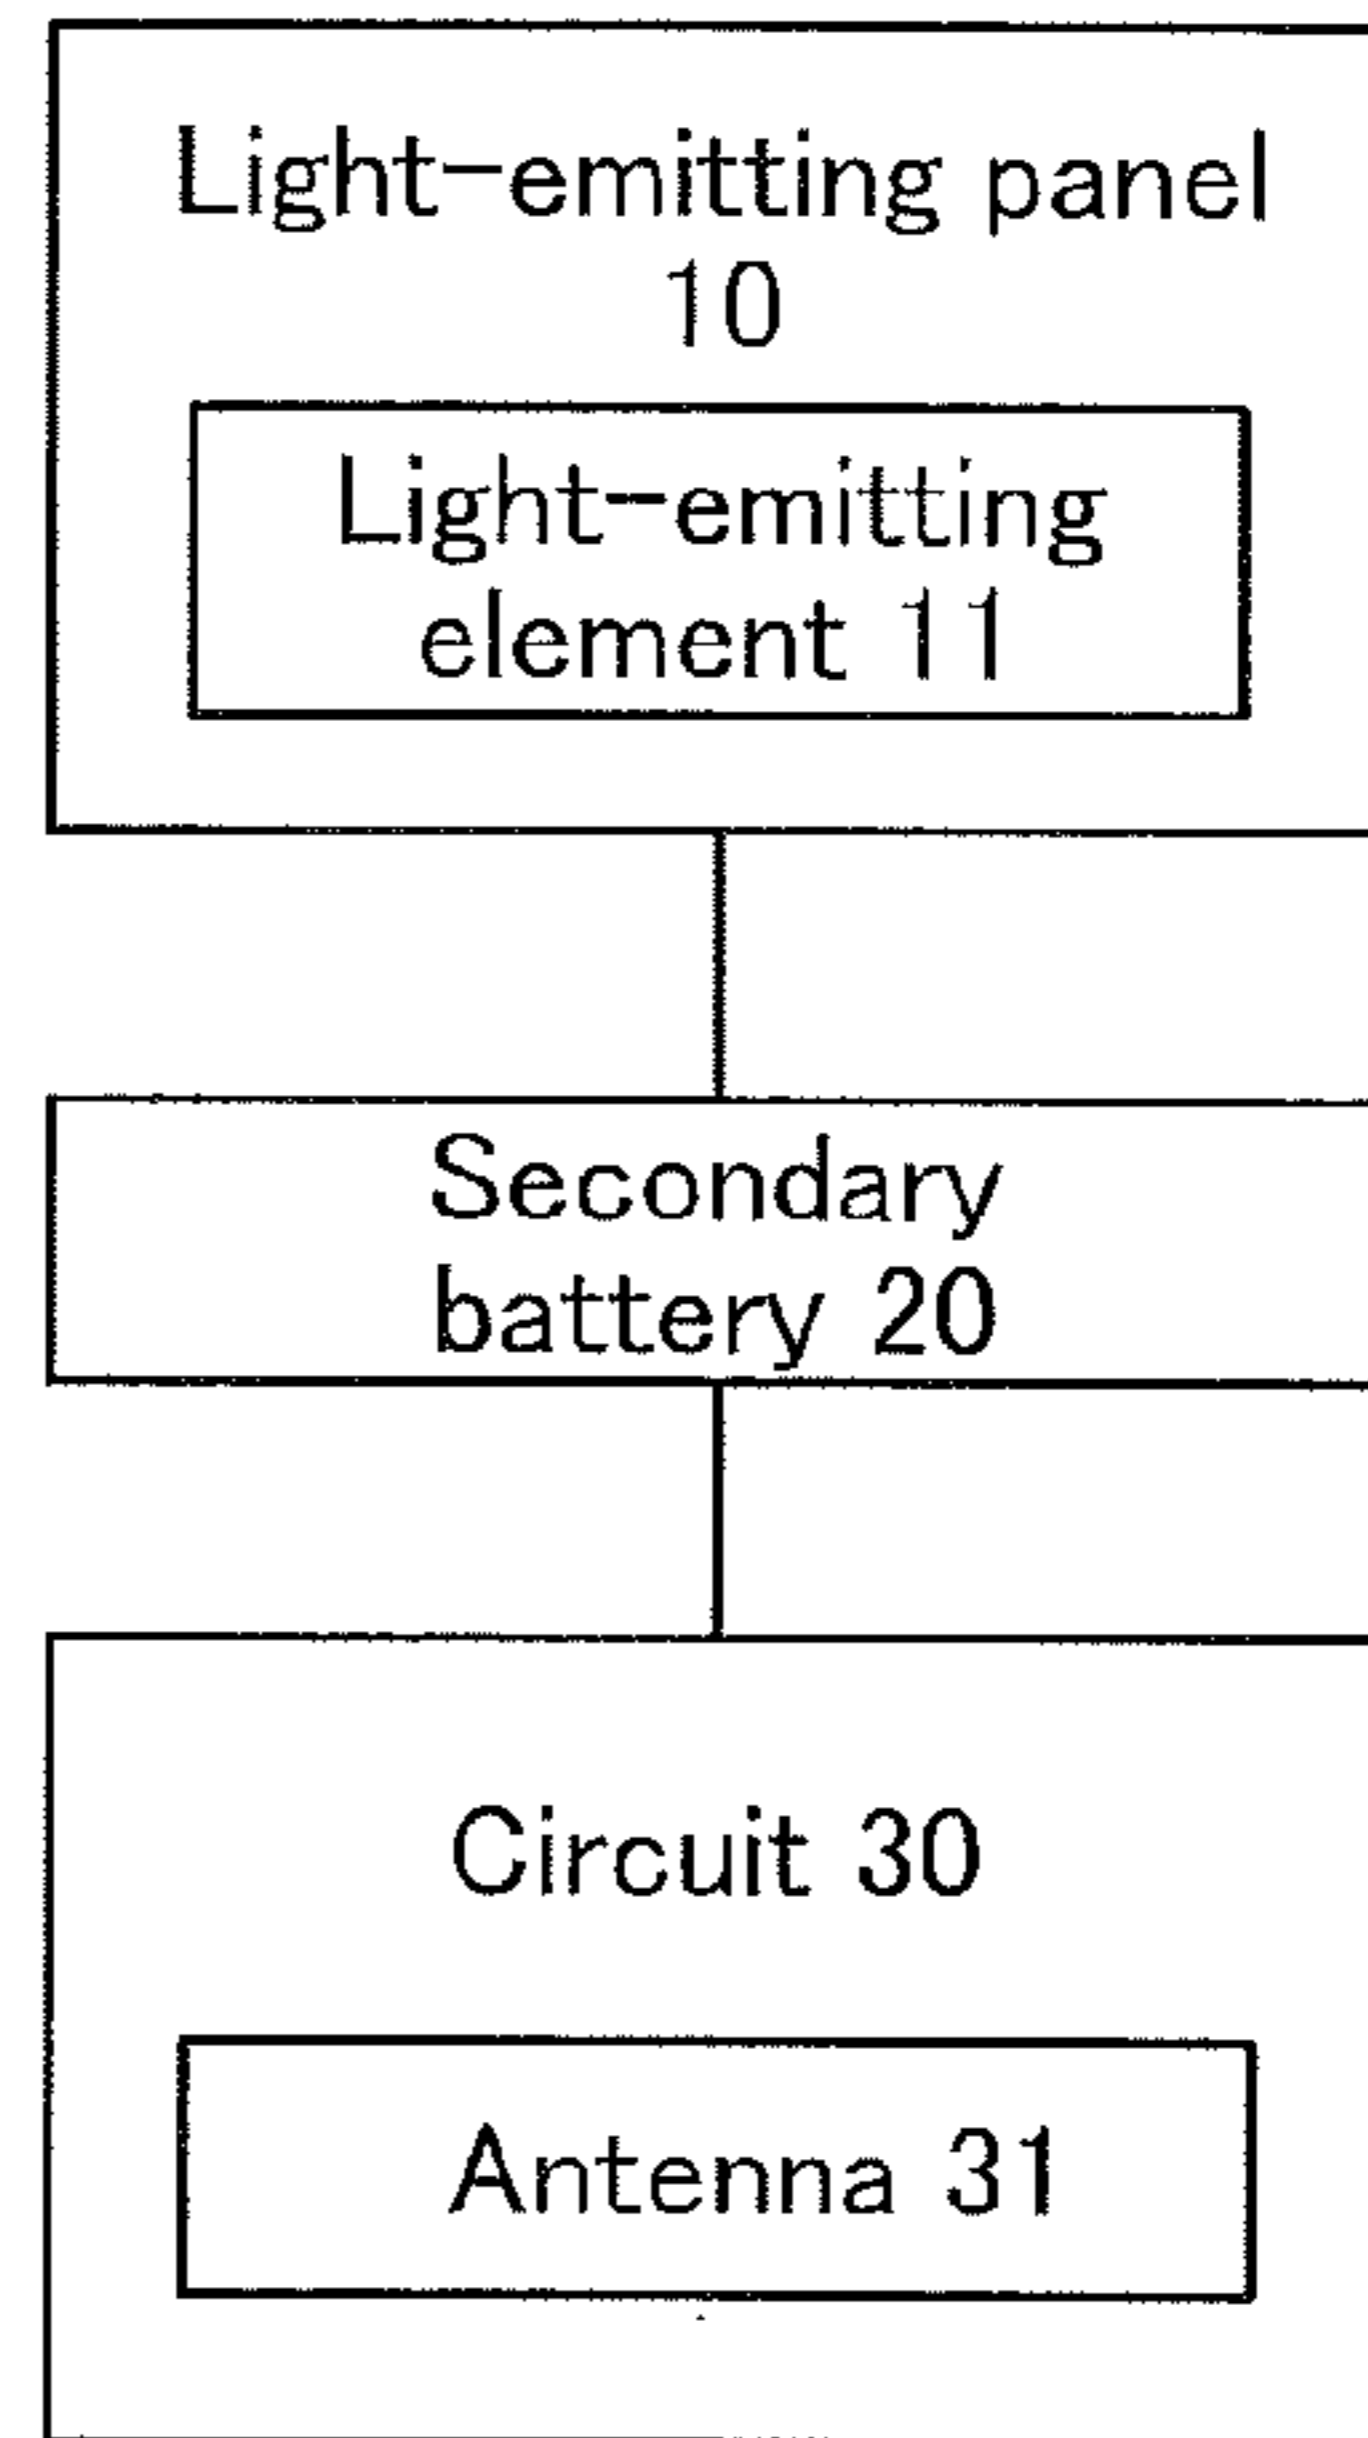 Light-emitting panel
10
Light-emitting
element 11
Secondary
battery 20
Circuit 30
Antenna 31